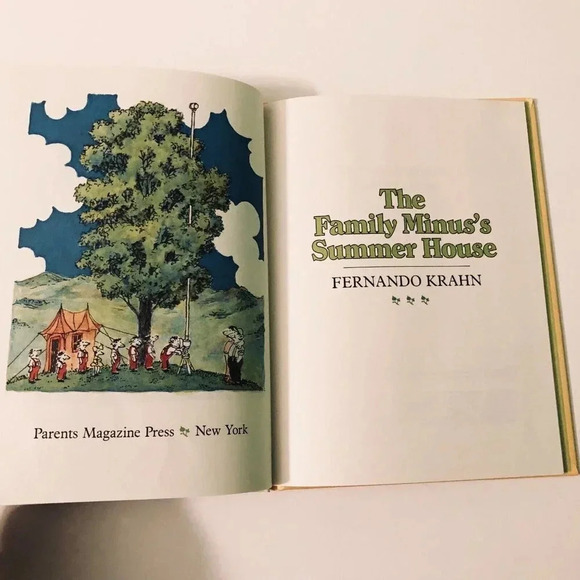 Parents Magazine Press New York
The
Family Minus's
Summer House
FERNANDO KRAHN